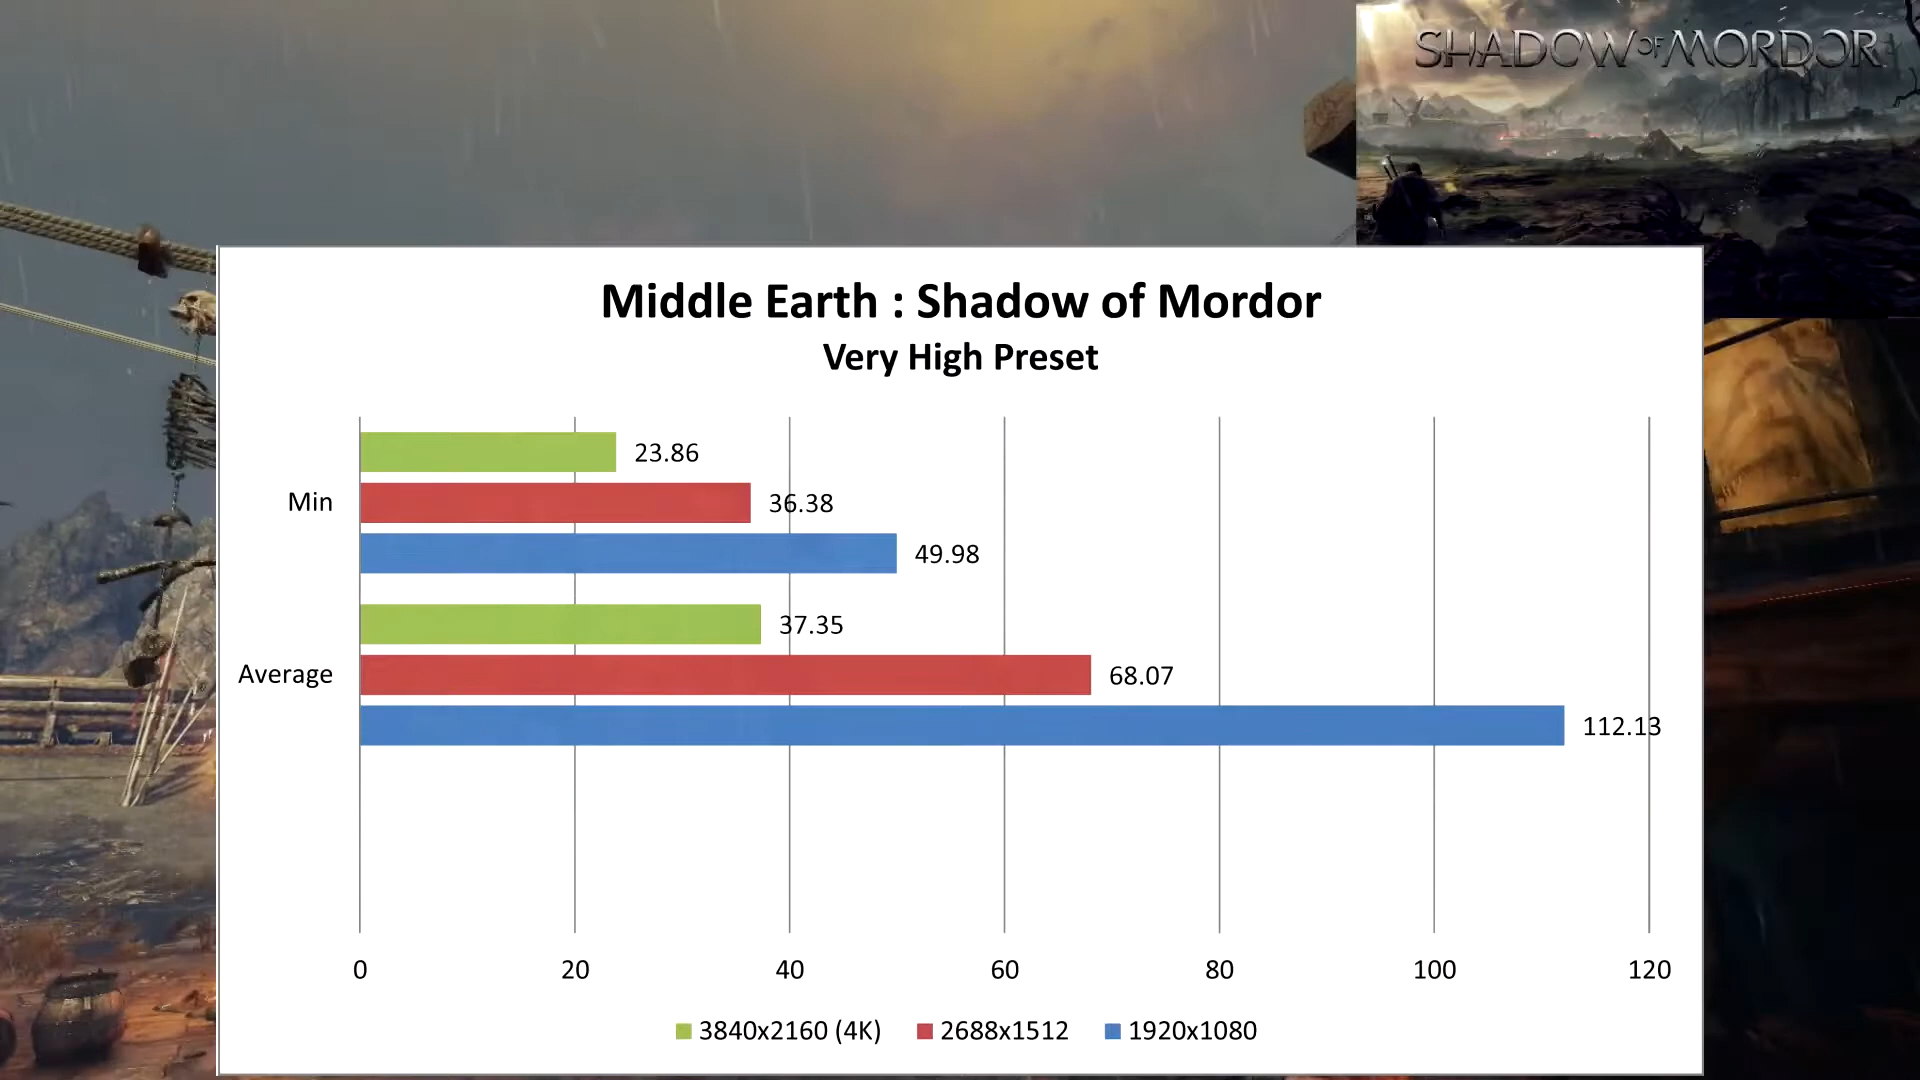 SHADOW OF MORDOR
Middle Earth : Shadow of Mordor
Very High Preset
23.86
Min
36.38
49.98
37.35
Average
68.07
112.13
0 20 40 60 80 100 120
3840x2160 (4K) 2688x1512 1920x1080